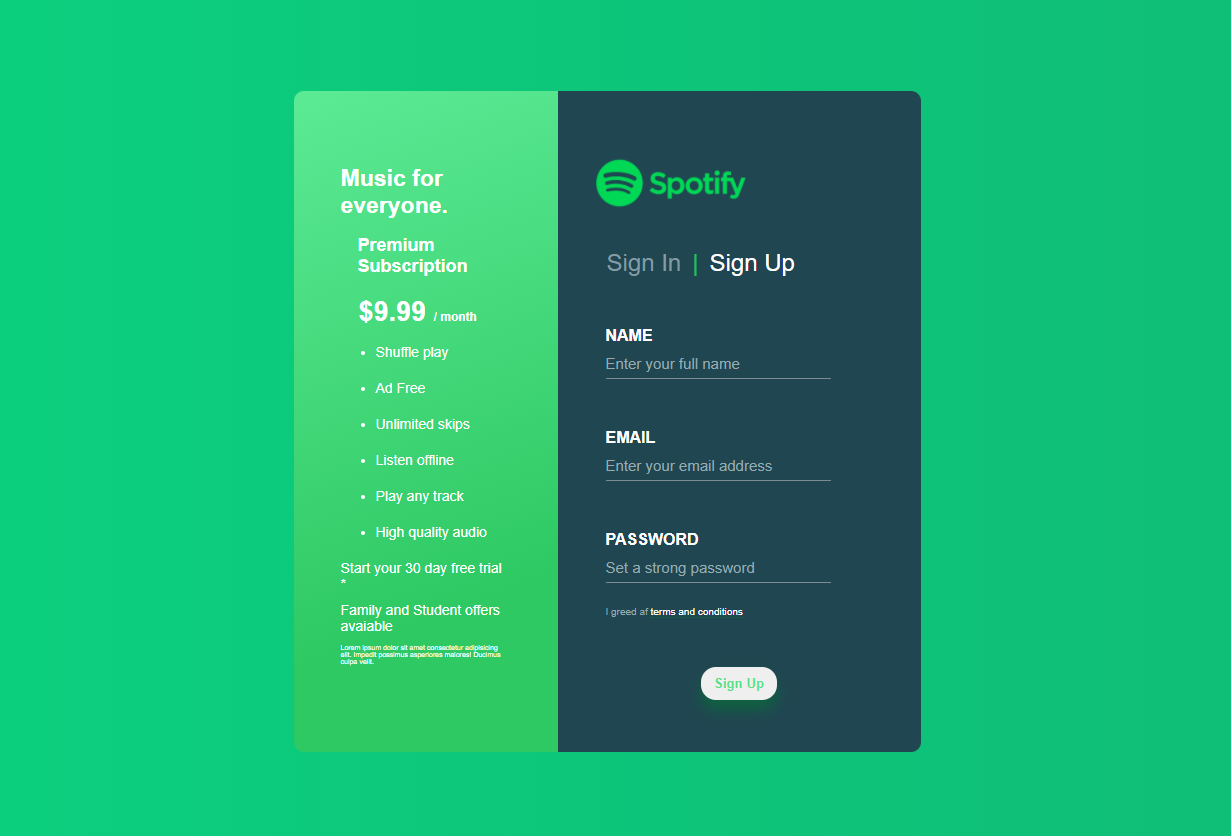 Music for
everyone.
Premium
Subscription
$9.99 / month
• Shuffle play
• Ad Free
• Unlimited skips
• Listen offline
• Play any track
• High quality audio
Start your 30 day free trial
*
Family and Student offers
avaiable
Lorem ipsum dolor sit amet consectetur adipisicing
elit. Impedit possimus asperiores maiores! Ducimus
culpa velit.
Spotify
Sign In | Sign Up
NAME
Enter your full name
EMAIL
Enter your email address
PASSWORD
Set a strong password
I greed af terms and conditions
Sign Up